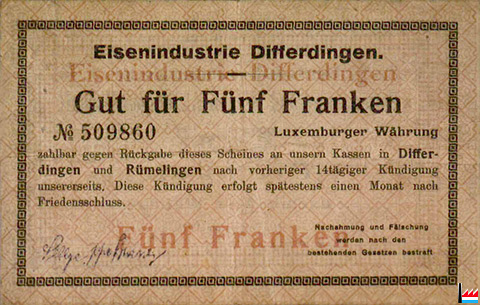 Eisenindustrie Differdingen.
Eisenindustrie Differdingen
Gut für Fünf Franken
№ 509860 Luxemburger Währung
zahlbar gegen Rückgabe dieses Scheines an unsern Kassen in Differ-
dingen und Rümelingen nach vorheriger 14tägiger Kündigung
unsererseits. Diese Kündigung erfolgt spätestens einen Monat nach
Friedensschluss.
Fünf Franken
Nachahmung und Fälschung
werden nach den
bestehenden Gesetzen bestraft